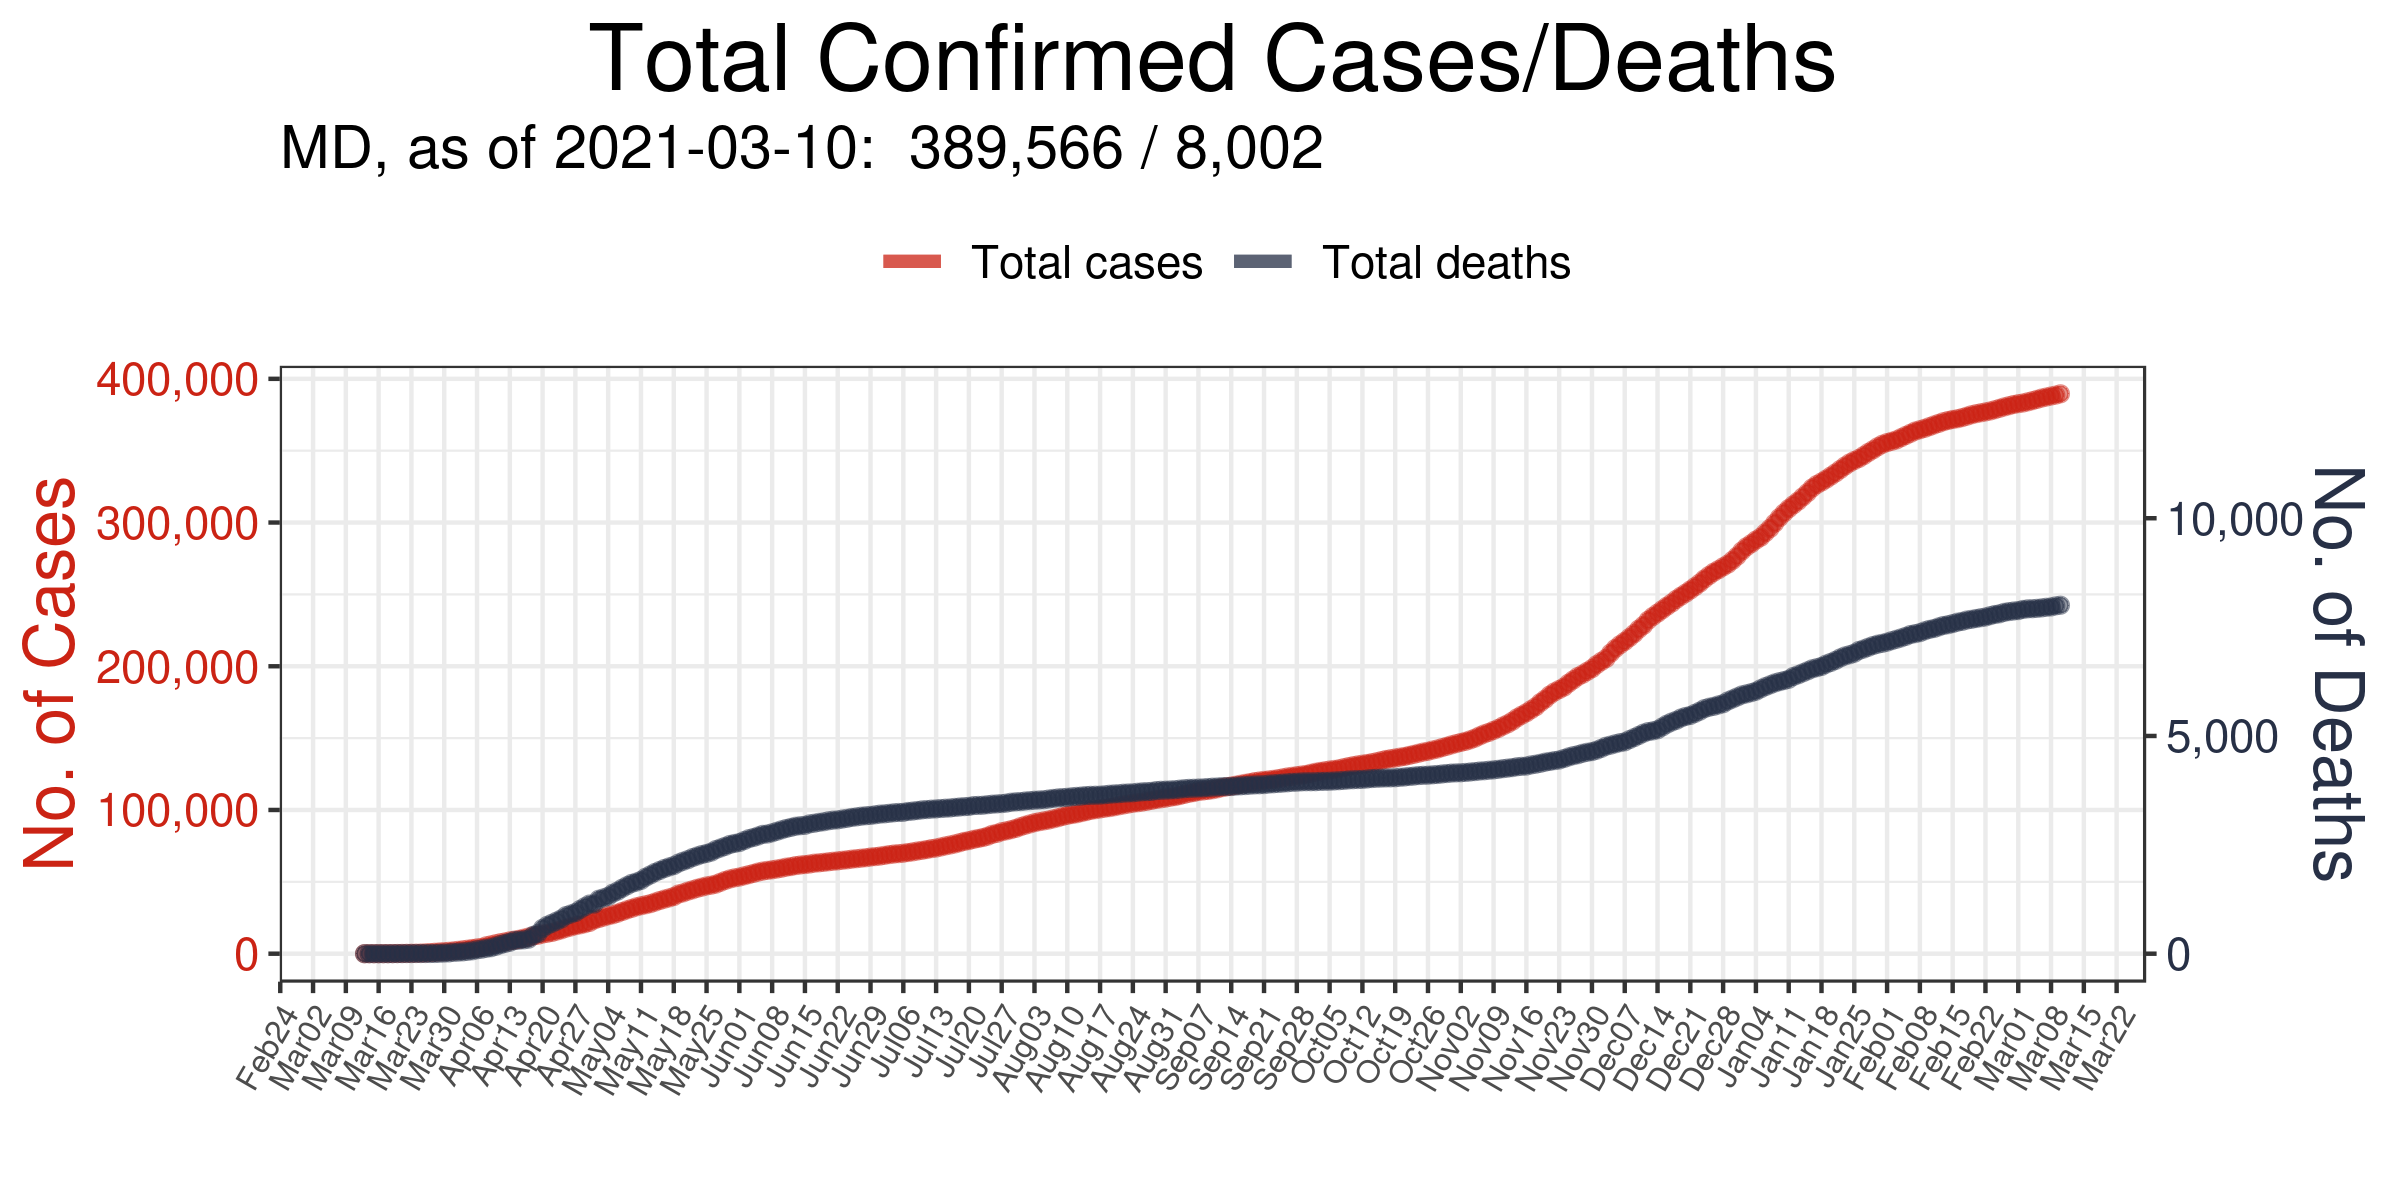 Total Confirmed Cases/Deaths
MD, as of 2021-03-10:  389,566 / 8,002
Total cases
Total deaths
No. of Cases
400,000
300,000
200,000
100,000
0
10,000
5,000
0
No. of Deaths
Feb24
Mar02
Mar09
Mar16
Mar23
Mar30
Apr06
Apr13
Apr20
Apr27
May04
May11
May18
May25
Jun01
Jun08
Jun15
Jun22
Jun29
Jul06
Jul13
Jul20
Jul27
Aug03
Aug10
Aug17
Aug24
Aug31
Sep07
Sep14
Sep21
Sep28
Oct05
Oct12
Oct19
Oct26
Nov02
Nov09
Nov16
Nov23
Nov30
Dec07
Dec14
Dec21
Dec28
Jan04
Jan11
Jan18
Jan25
Feb01
Feb08
Feb15
Feb22
Mar01
Mar08
Mar15
Mar22